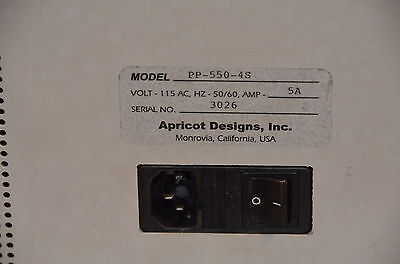 MODEL PP-550-4S
VOLT - 115 AC, HZ - 50/60, AMP - 5A
SERIAL NO. 3026
Apricot Designs, Inc.
Monrovia, California, USA
O I